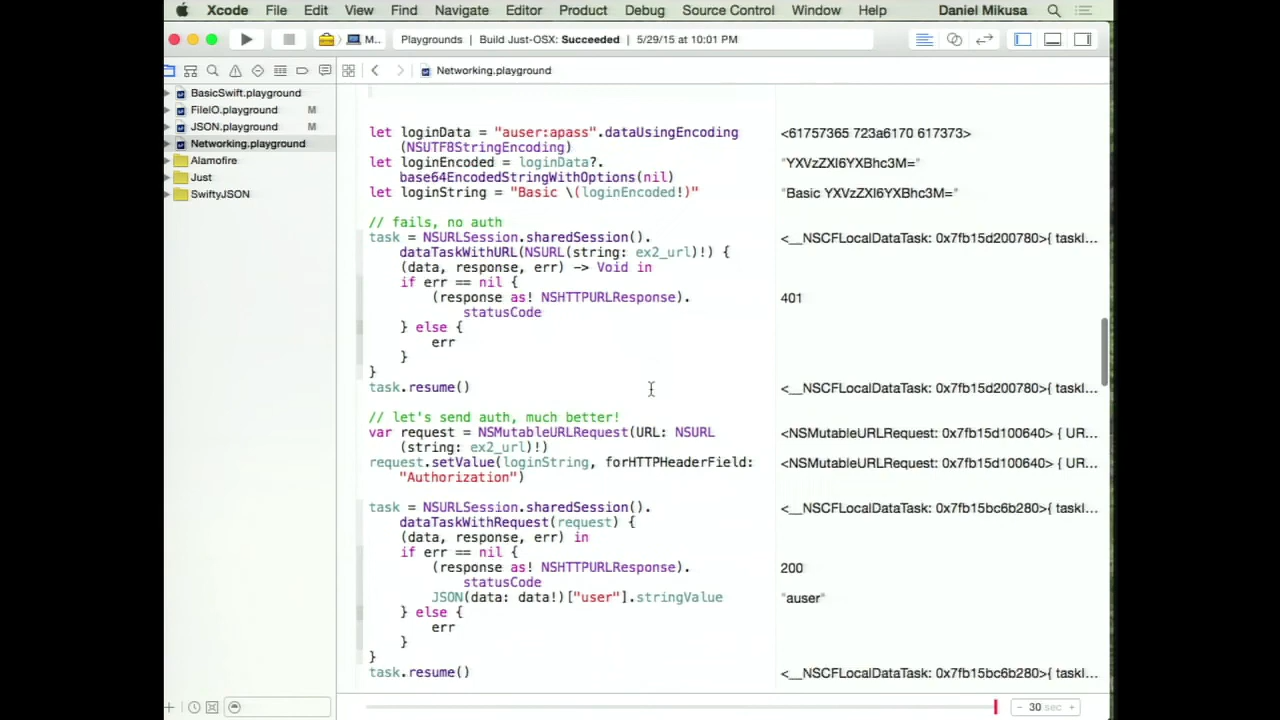 Xcode File Edit View Find Navigate Editor Product Debug Source Control Window Help Daniel Mikusa
M... Playgrounds | Build Just-OSX: Succeeded | 5/29/15 at 10:01 PM
Networking.playground
BasicSwift.playground
FileIO.playground M
JSON.playground M
Networking.playground
Alamofire
Just
SwiftyJSON
let loginData = "auser:apass".dataUsingEncoding <61757365 723a6170 617373>
(NSUTF8StringEncoding)
let loginEncoded = loginData?. "YXVzZXI6YXBhc3M="
base64EncodedStringWithOptions(nil)
let loginString = "Basic \(loginEncoded!)" "Basic YXVzZXI6YXBhc3M="
// fails, no auth
task = NSURLSession.sharedSession(). <__NSCFLocalDataTask: 0x7fb15d200780>{ taskI...
dataTaskWithURL(NSURL(string: ex2_url)!) {
(data, response, err) -> Void in
if err == nil {
(response as! NSHTTPURLResponse). 401
statusCode
} else {
err
}
}
task.resume() <__NSCFLocalDataTask: 0x7fb15d200780>{ taskI...
// let's send auth, much better!
var request = NSMutableURLRequest(URL: NSURL <NSMutableURLRequest: 0x7fb15d100640> { UR...
(string: ex2_url)!)
request.setValue(loginString, forHTTPHeaderField: <NSMutableURLRequest: 0x7fb15d100640> { UR...
"Authorization")
task = NSURLSession.sharedSession(). <__NSCFLocalDataTask: 0x7fb15bc6b280>{ taskI...
dataTaskWithRequest(request) {
(data, response, err) in
if err == nil {
(response as! NSHTTPURLResponse). 200
statusCode
JSON(data: data!)["user"].stringValue "auser"
} else {
err
}
}
task.resume() <__NSCFLocalDataTask: 0x7fb15bc6b280>{ taskI...
- 30 sec +